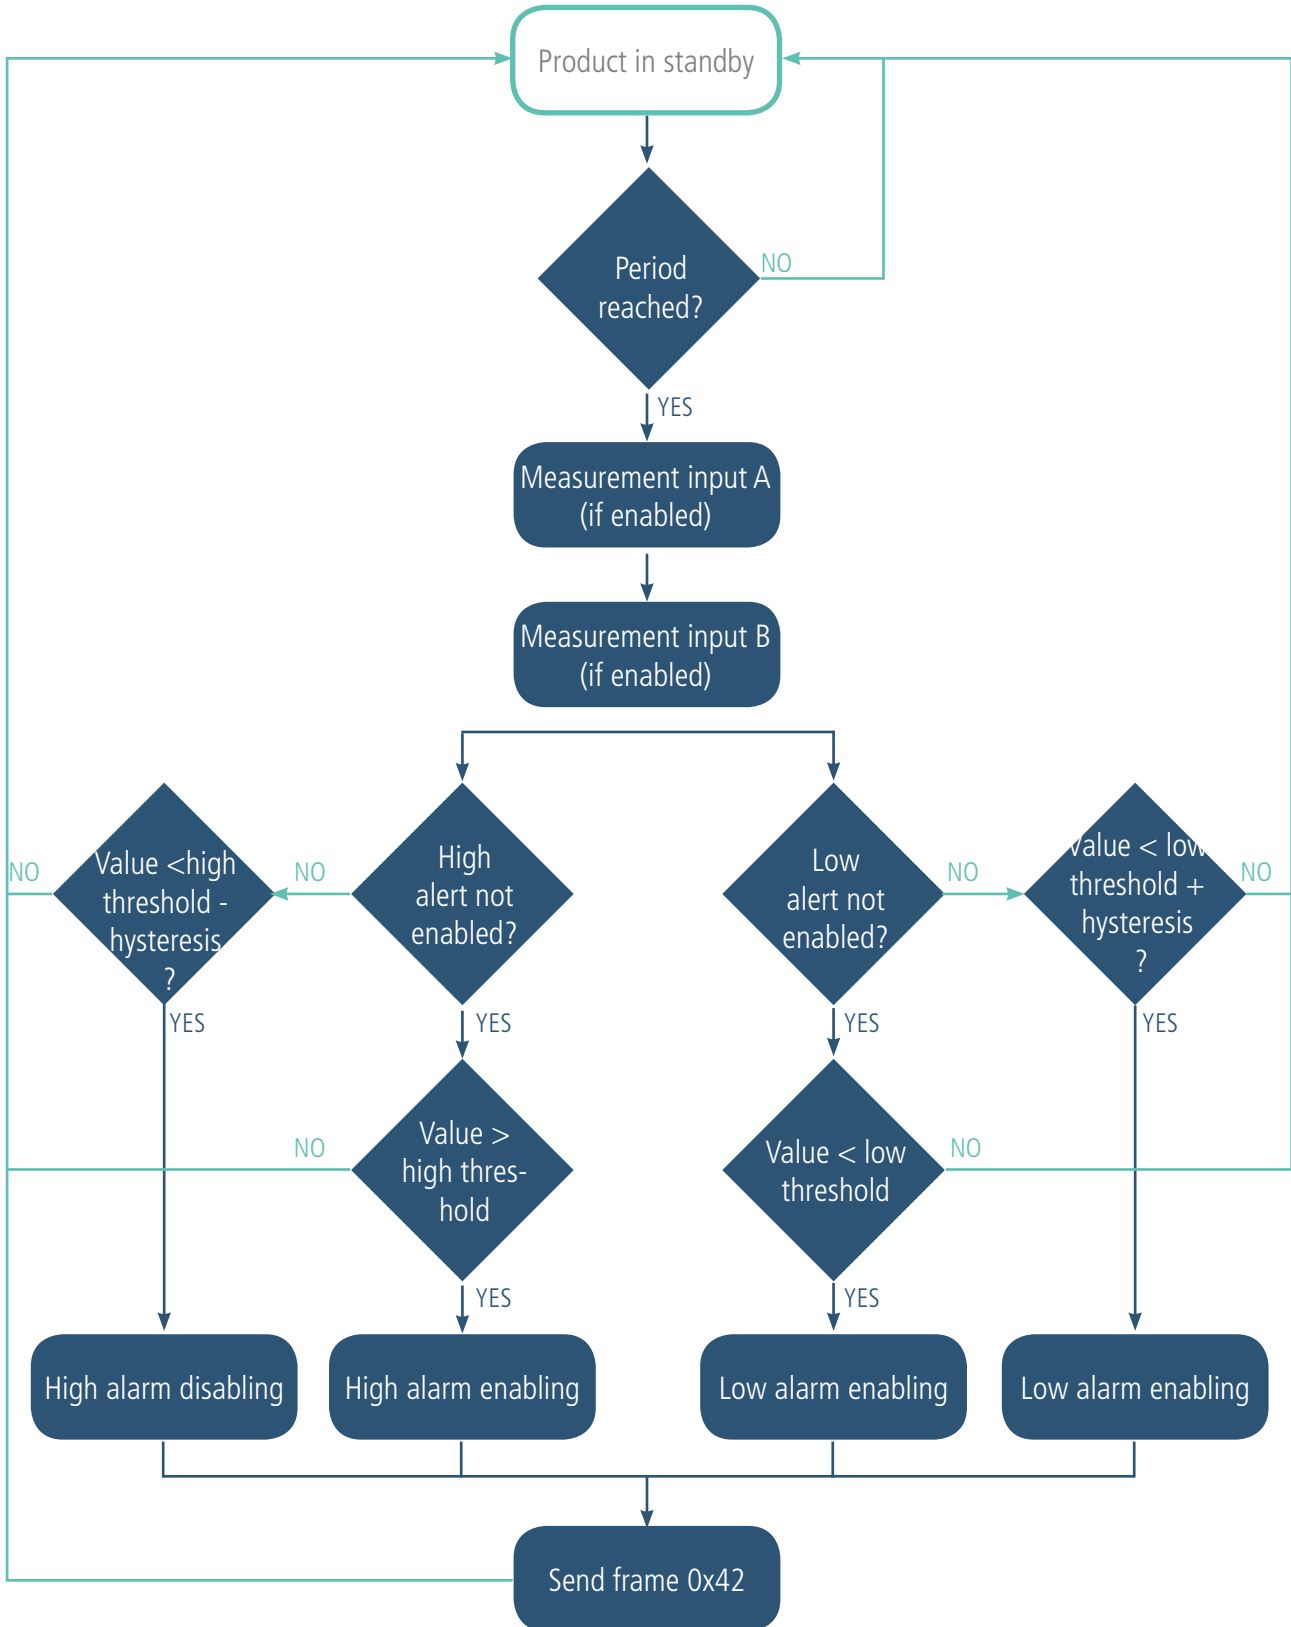 Product in standby
Period
reached?
NO
YES
Measurement input A
(if enabled)
Measurement input B
(if enabled)
NO
Value <high
threshold -
hysteresis
?
NO
High
alert not
enabled?
Low
alert not
enabled?
NO
Value < low
threshold +
hysteresis
?
NO
YES
YES
YES
YES
NO
Value >
high thres-
hold
Value < low
threshold
NO
YES
YES
High alarm disabling
High alarm enabling
Low alarm enabling
Low alarm enabling
Send frame 0x42